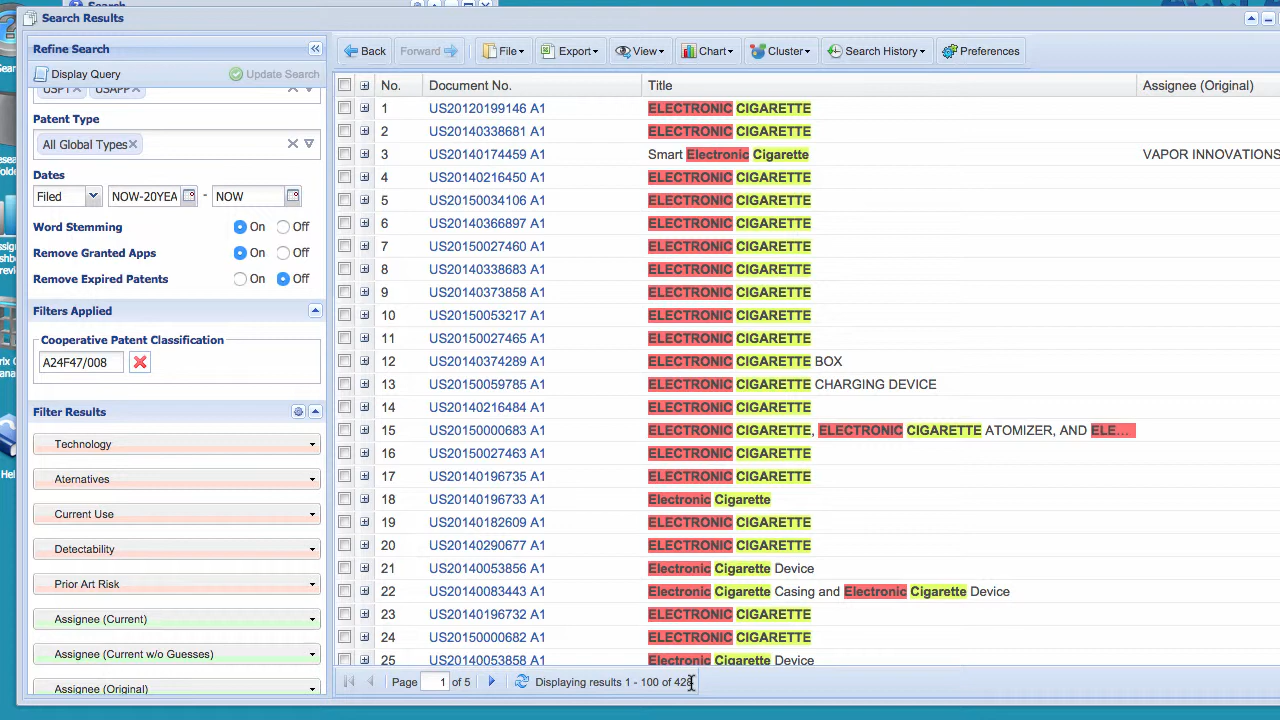 Search Results
Refine Search
Display Query Update Search
USPT USAPP
Patent Type
All Global Types
Dates
Filed NOW-20YEA - NOW
Word Stemming On Off
Remove Granted Apps On Off
Remove Expired Patents On Off
Filters Applied
Cooperative Patent Classification
A24F47/008
Filter Results
Technology
Aternatives
Current Use
Detectability
Prior Art Risk
Assignee (Current)
Assignee (Current w/o Guesses)
Assignee (Original)
Back Forward File Export View Chart Cluster Search History Preferences
No. Document No. Title Assignee (Original)
1 US20120199146 A1 ELECTRONIC CIGARETTE
2 US20140338681 A1 ELECTRONIC CIGARETTE
3 US20140174459 A1 Smart Electronic Cigarette VAPOR INNOVATIONS
4 US20140216450 A1 ELECTRONIC CIGARETTE
5 US20150034106 A1 ELECTRONIC CIGARETTE
6 US20140366897 A1 ELECTRONIC CIGARETTE
7 US20150027460 A1 ELECTRONIC CIGARETTE
8 US20140338683 A1 ELECTRONIC CIGARETTE
9 US20140373858 A1 ELECTRONIC CIGARETTE
10 US20150053217 A1 ELECTRONIC CIGARETTE
11 US20150027465 A1 ELECTRONIC CIGARETTE
12 US20140374289 A1 ELECTRONIC CIGARETTE BOX
13 US20150059785 A1 ELECTRONIC CIGARETTE CHARGING DEVICE
14 US20140216484 A1 ELECTRONIC CIGARETTE
15 US20150000683 A1 ELECTRONIC CIGARETTE, ELECTRONIC CIGARETTE ATOMIZER, AND ELE...
16 US20150027463 A1 ELECTRONIC CIGARETTE
17 US20140196735 A1 ELECTRONIC CIGARETTE
18 US20140196733 A1 Electronic Cigarette
19 US20140182609 A1 ELECTRONIC CIGARETTE
20 US20140290677 A1 ELECTRONIC CIGARETTE
21 US20140053856 A1 Electronic Cigarette Device
22 US20140083443 A1 Electronic Cigarette Casing and Electronic Cigarette Device
23 US20140196732 A1 ELECTRONIC CIGARETTE
24 US20150000682 A1 ELECTRONIC CIGARETTE
25 US20140053858 A1 Electronic Cigarette Device
Page 1 of 5 Displaying results 1 - 100 of